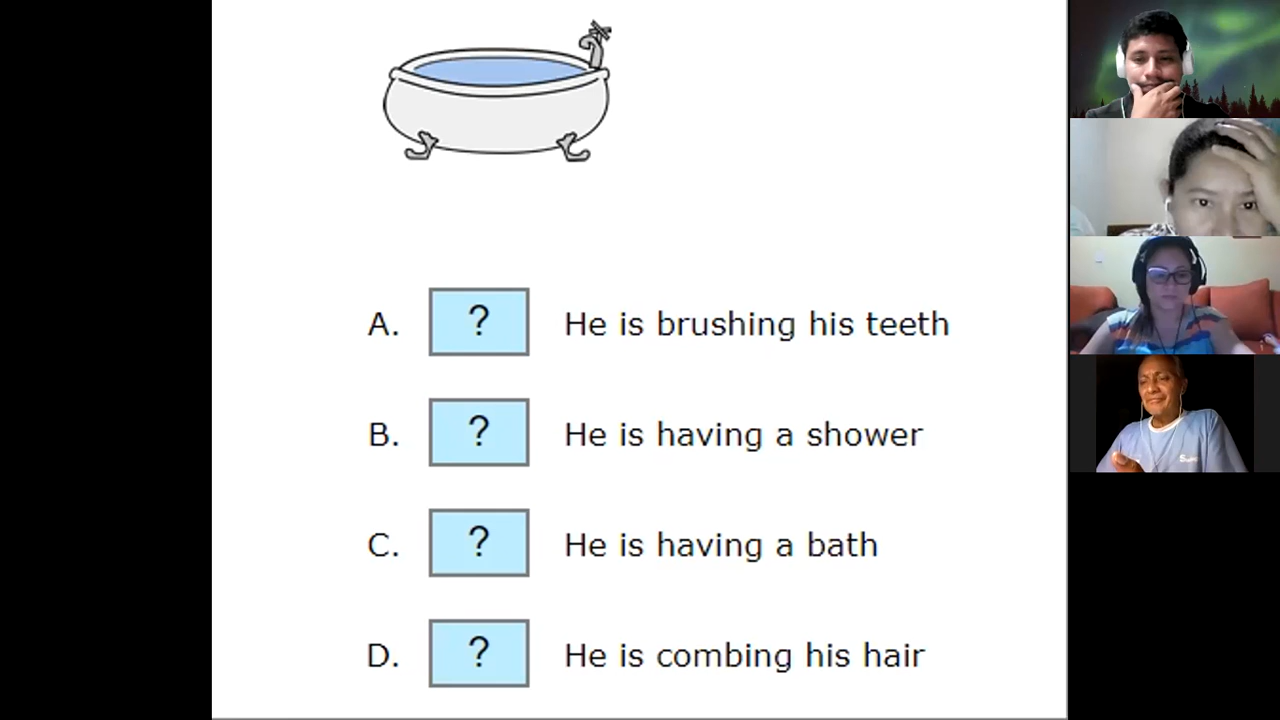 A. ? He is brushing his teeth
B. ? He is having a shower
C. ? He is having a bath
D. ? He is combing his hair